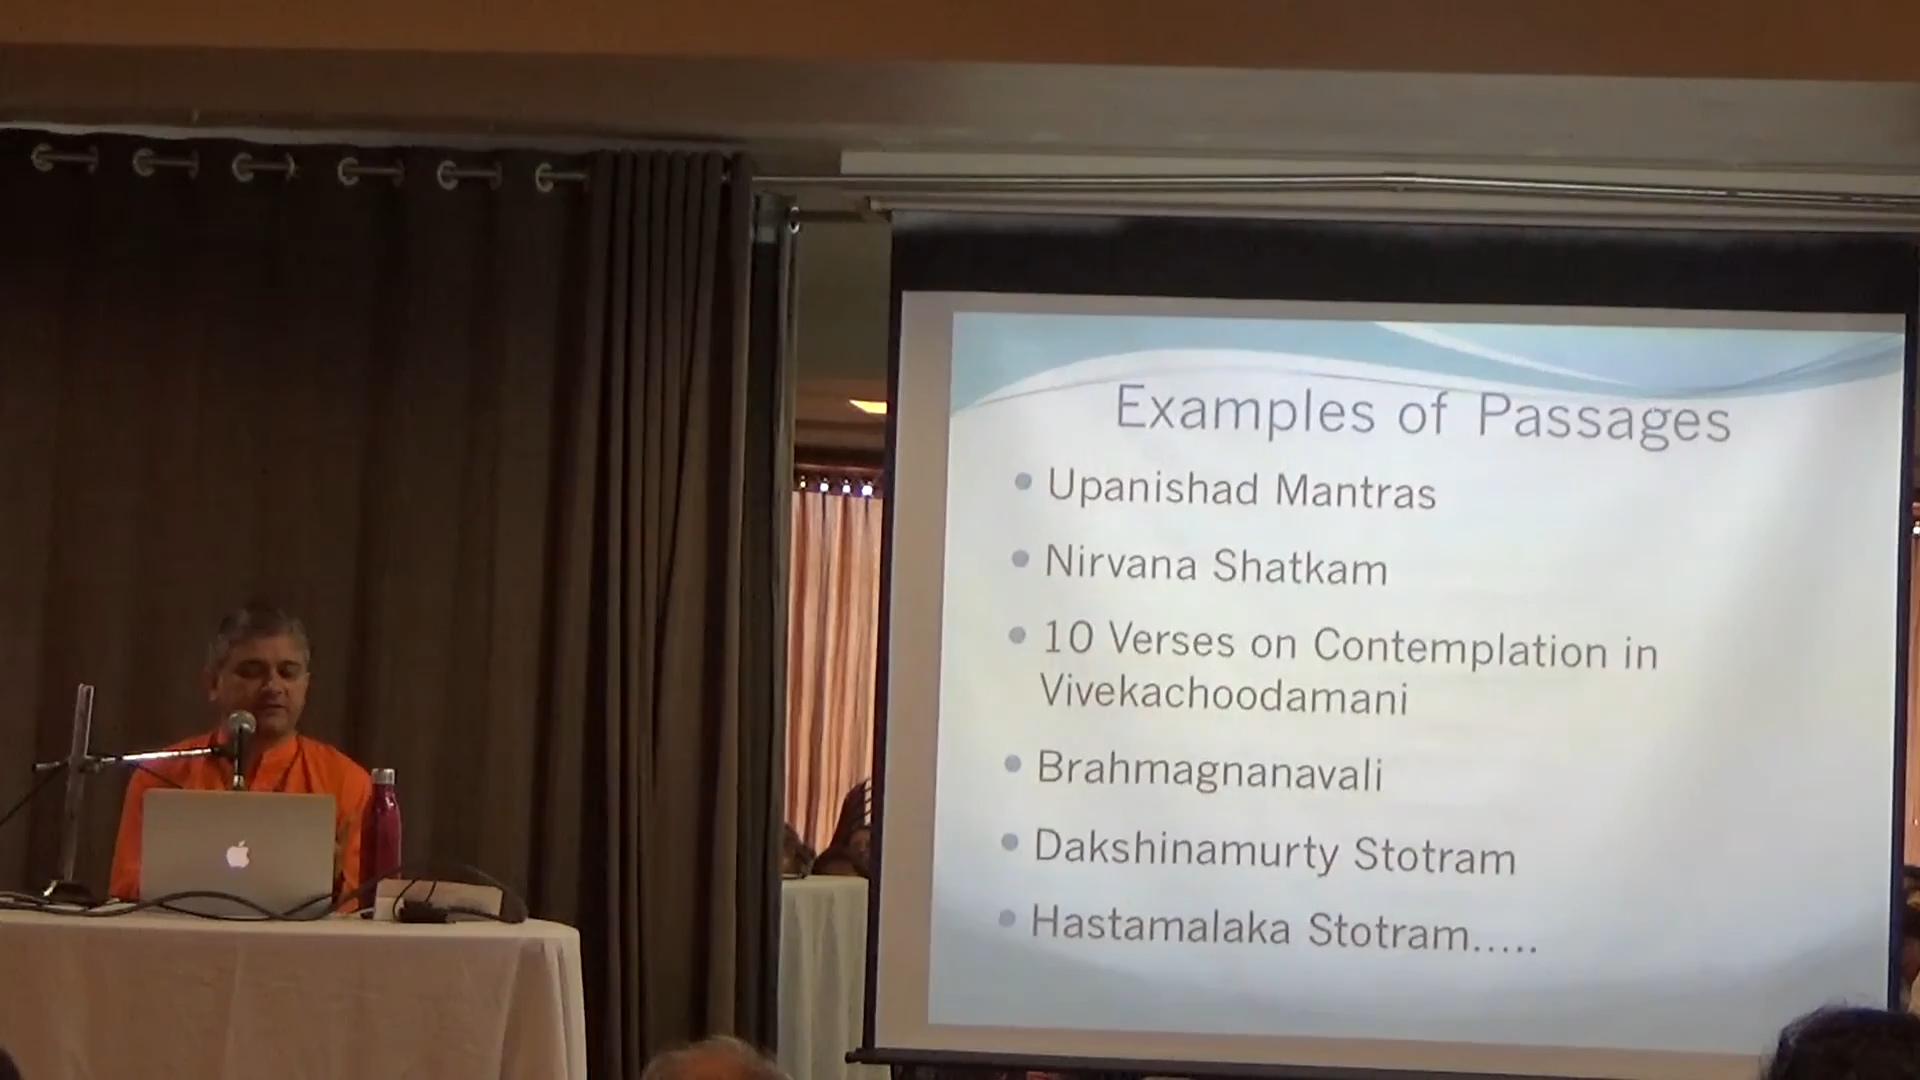 Examples of Passages
• Upanishad Mantras
• Nirvana Shatkam
• 10 Verses on Contemplation in
Vivekachoodamani
• Brahmagnanavali
• Dakshinamurty Stotram
• Hastamalaka Stotram.....